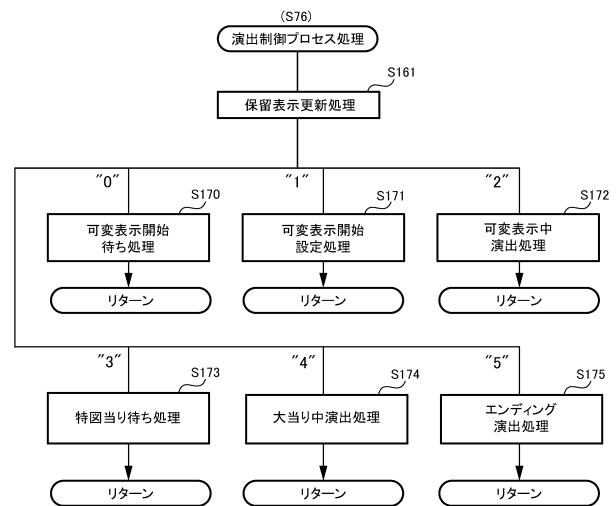 (S76)
演出制御プロセス処理
S161
保留表示更新処理
"0"
"1"
"2"
S170
S171
S172
可変表示開始
待ち処理
可変表示開始
設定処理
可変表示中
演出処理
リターン
リターン
リターン
"3"
"4"
"5"
S173
S174
S175
特図当り待ち処理
大当り中演出処理
エンディング
演出処理
リターン
リターン
リターン